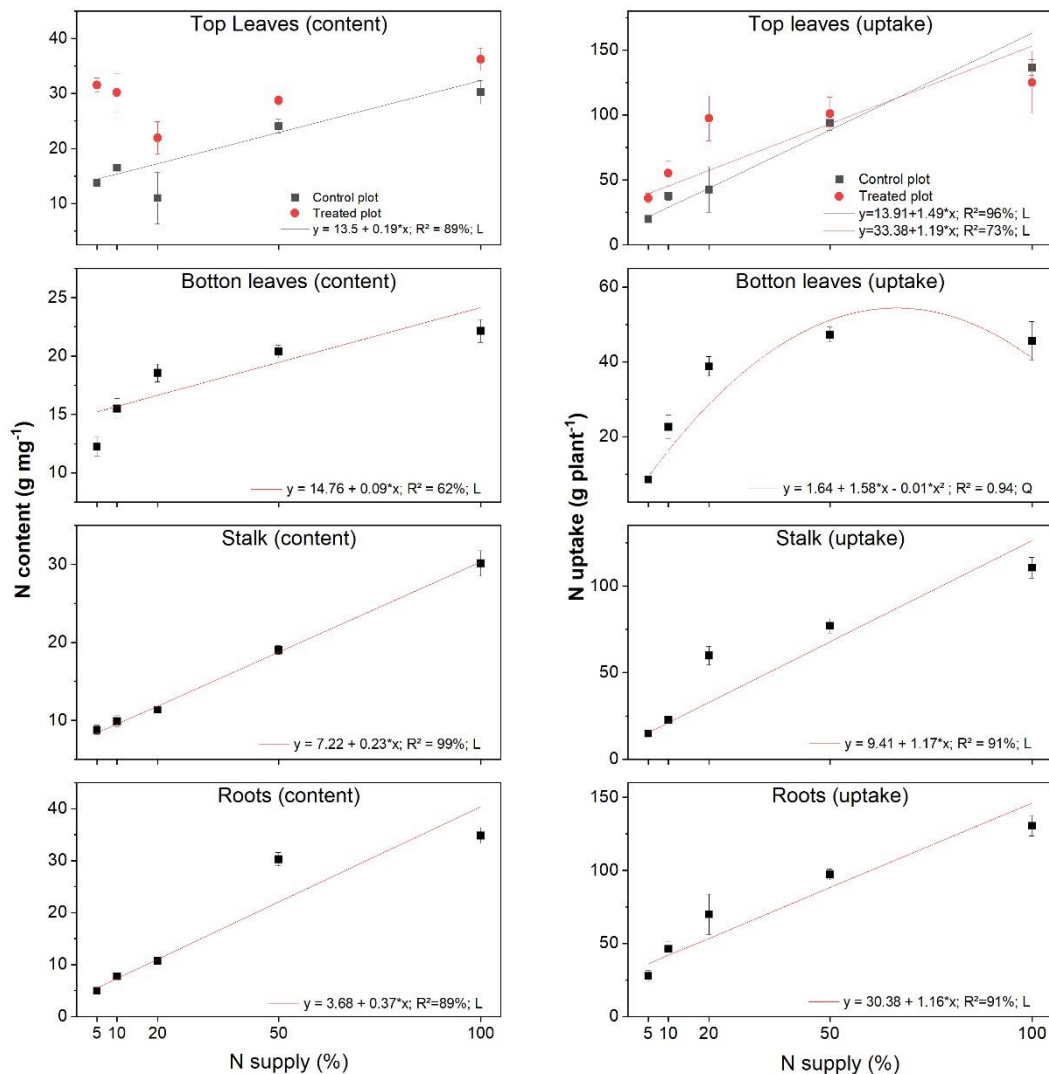 Top Leaves (content)
40
30
20
10
Control plot
Treated plot
y = 13.5 + 0.19*x; R² = 89%; L
Top leaves (uptake)
150
100
50
0
Control plot
Treated plot
y=13.91+1.49*x; R²=96%; L
y=33.38+1.19*x; R²=73%; L
Botton leaves (content)
25
20
15
10
y = 14.76 + 0.09*x; R² = 62%; L
Botton leaves (uptake)
60
40
20
y = 1.64 + 1.58*x - 0.01*x² ; R² = 0.94; Q
N content (g mg⁻¹)
N uptake (g plant⁻¹)
Stalk (content)
30
20
10
y = 7.22 + 0.23*x; R² = 99%; L
Stalk (uptake)
100
50
0
y = 9.41 + 1.17*x; R² = 91%; L
Roots (content)
40
30
20
10
0
y = 3.68 + 0.37*x; R²=89%; L
5 10 20 50 100
N supply (%)
Roots (uptake)
150
100
50
0
y = 30.38 + 1.16*x; R²=91%; L
5 10 20 50 100
N supply (%)